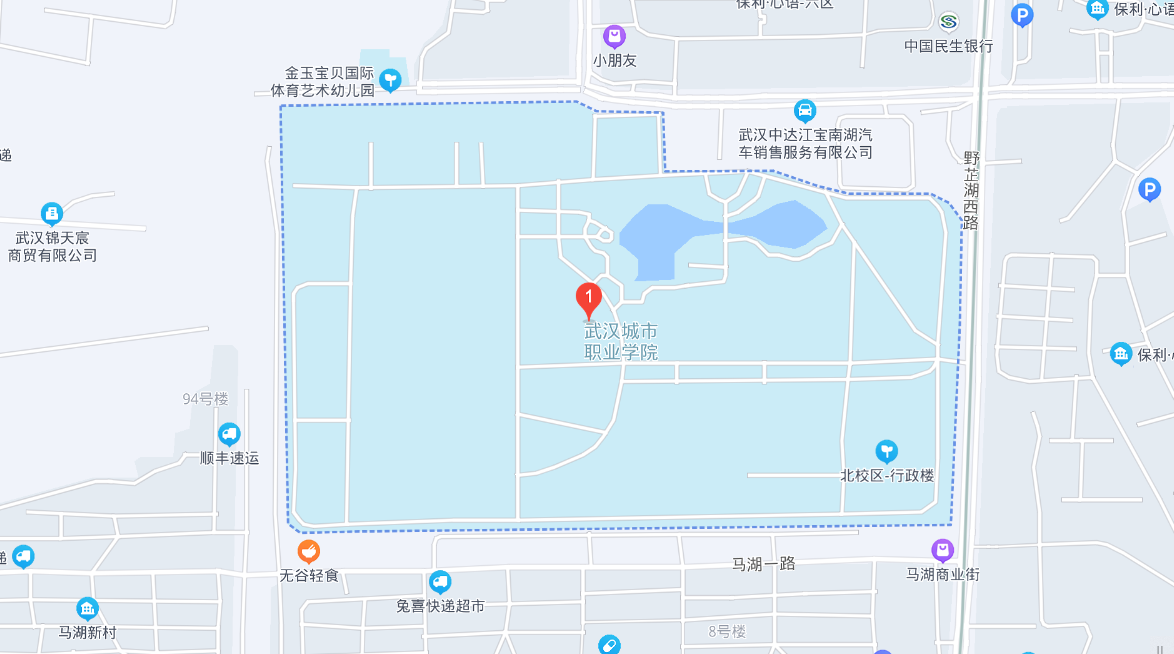 保利·心语-六区
保利·心语
中国民生银行
小朋友
金玉宝贝国际
体育艺术幼儿园
武汉中达江宝南湖汽
车销售服务有限公司
递
野芷湖西路
武汉锦天宸
商贸有限公司
1
武汉城市
职业学院
保利·
94号楼
顺丰速运
北校区-行政楼
递
无谷轻食
马湖一路
马湖商业街
兔喜快递超市
马湖新村
8号楼
P
P